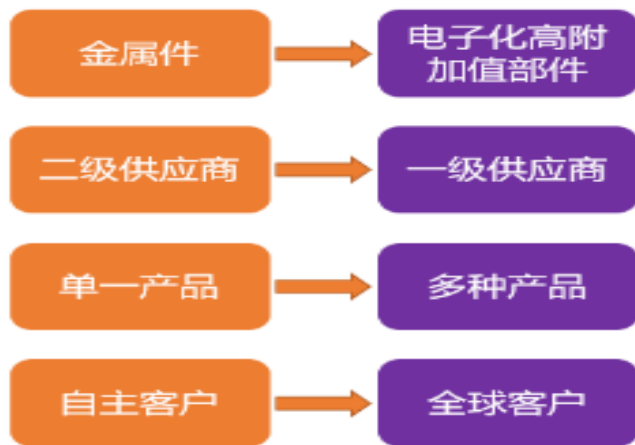 金属件
电子化高附
加值部件
二级供应商
一级供应商
单一产品
多种产品
自主客户
全球客户